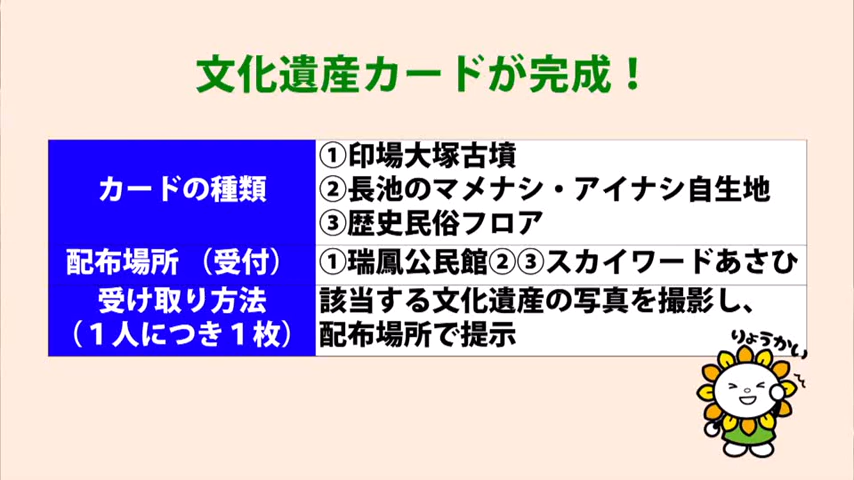 文化遺産カードが完成！
カードの種類
①印場大塚古墳
②長池のマメナシ・アイナシ自生地
③歴史民俗フロア
配布場所（受付）
①瑞鳳公民館②③スカイワードあさひ
受け取り方法
（１人につき１枚）
該当する文化遺産の写真を撮影し、
配布場所で提示
りょうかい